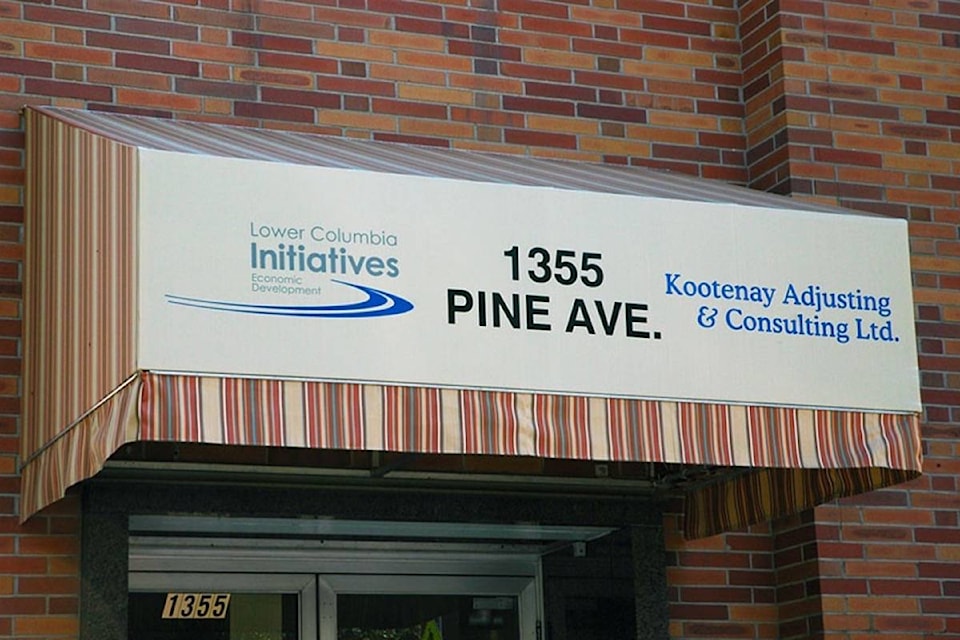 Lower Columbia
Initiatives
Economic
Development
1355
PINE AVE.
Kootenay Adjusting
& Consulting Ltd.
1355